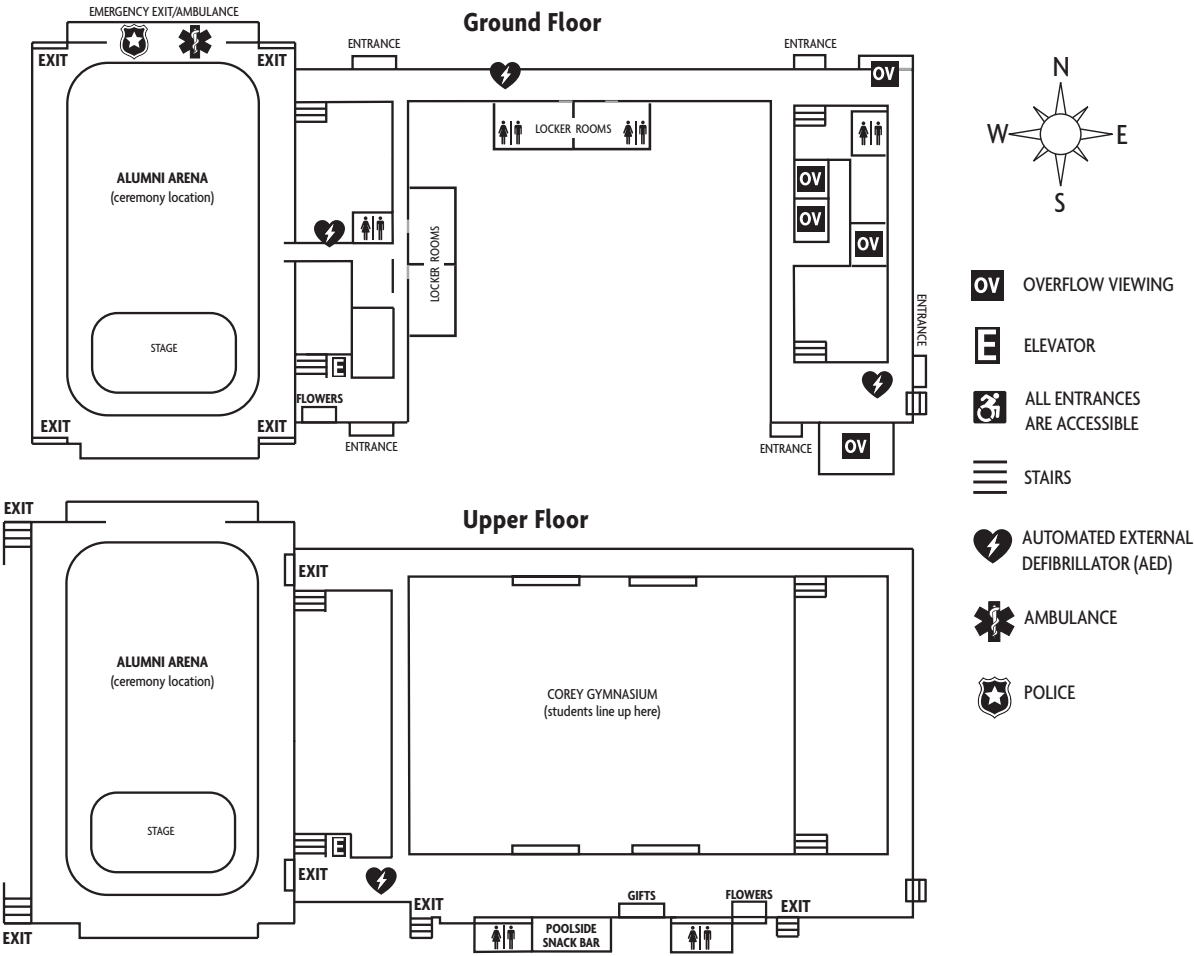 Ground Floor
EMERGENCY EXIT/AMBULANCE
EXIT
EXIT
ENTRANCE
ENTRANCE
OV
N
W
E
S
LOCKER ROOMS
ALUMNI ARENA
(ceremony location)
OV
OV
OV
LOCKER ROOMS
STAGE
E
FLOWERS
ENTRANCE
EXIT
EXIT
ENTRANCE
ENTRANCE
OV
OV
OVERFLOW VIEWING
E
ELEVATOR
ALL ENTRANCES
ARE ACCESSIBLE
STAIRS
AUTOMATED EXTERNAL
DEFIBRILLATOR (AED)
AMBULANCE
POLICE
Upper Floor
EXIT
EXIT
ALUMNI ARENA
(ceremony location)
COREY GYMNASIUM
(students line up here)
STAGE
E
EXIT
EXIT
EXIT
GIFTS
FLOWERS
EXIT
POOLSIDE
SNACK BAR